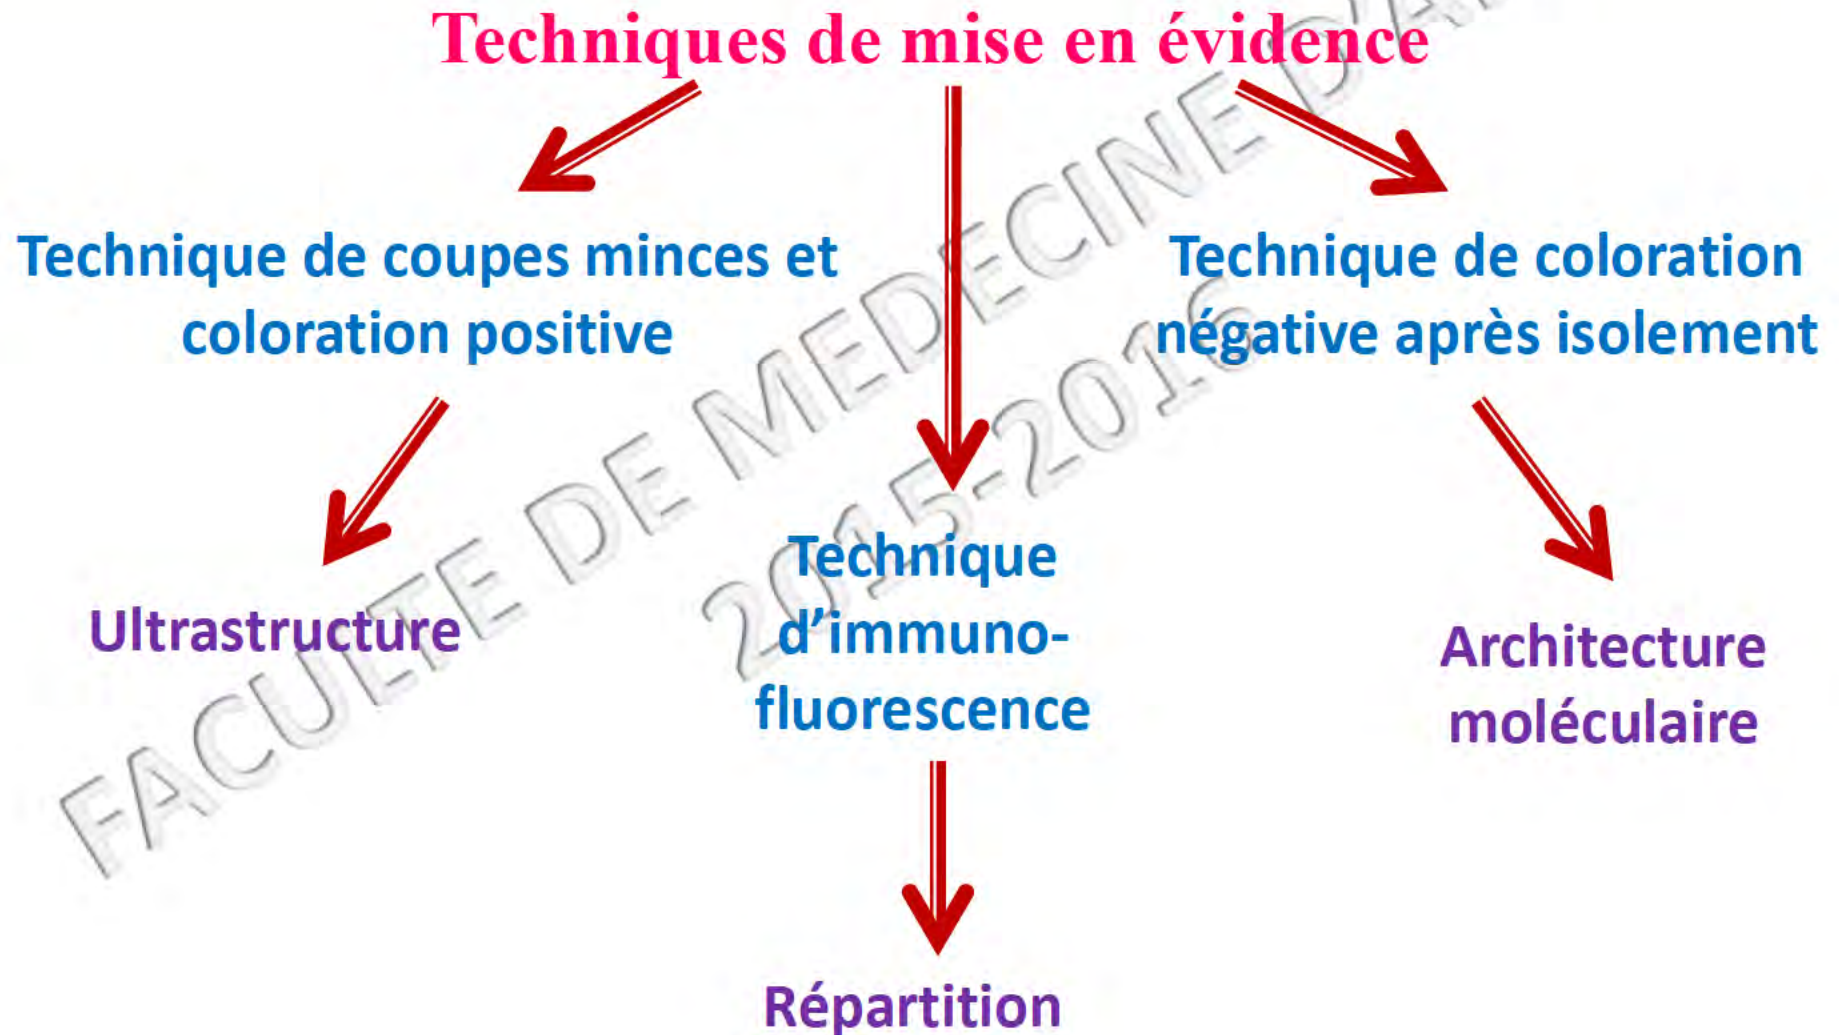 Techniques de mise en évidence
Technique de coupes minces et
coloration positive
Technique de coloration
négative après isolement
Technique
d'immuno-
fluorescence
Ultrastructure
Architecture
moléculaire
Répartition
FACULTE DE MEDECINE
2015-2016